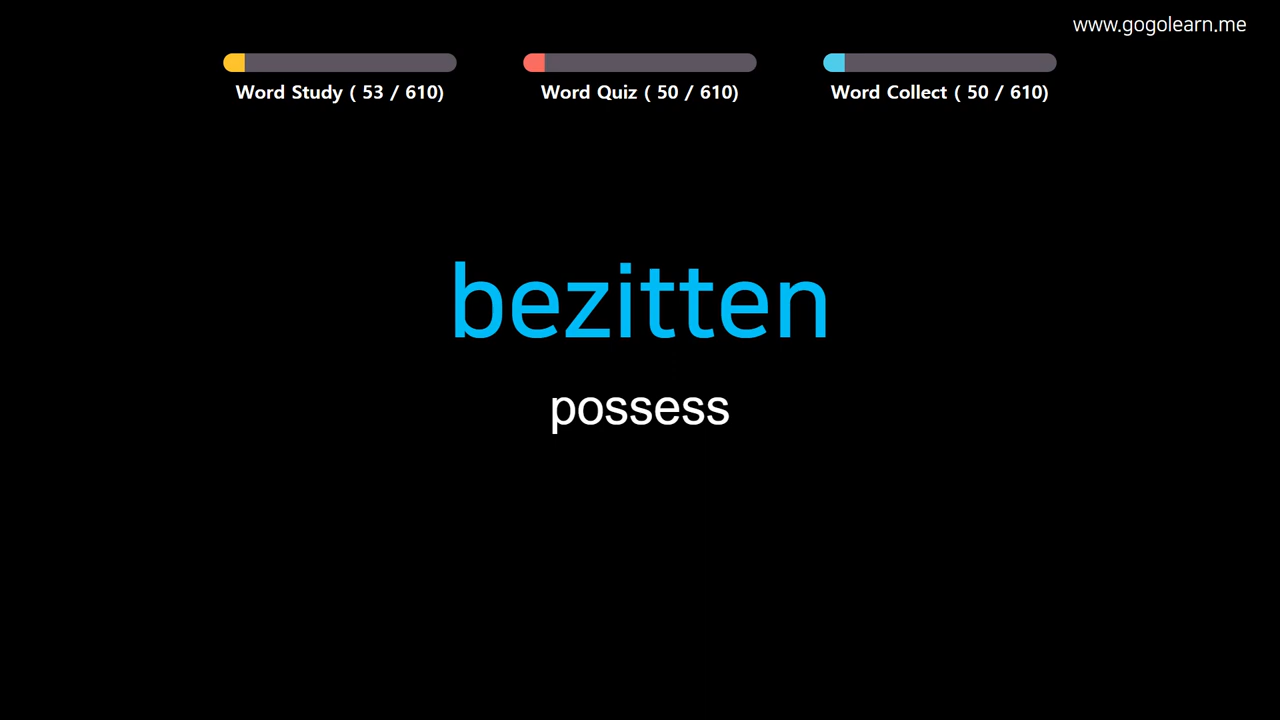 www.gogolearn.me
Word Study ( 53 / 610)
Word Quiz ( 50 / 610)
Word Collect ( 50 / 610)
bezitten
possess